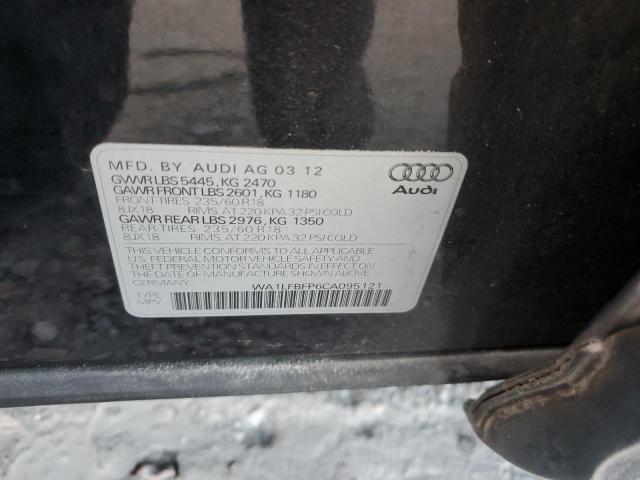 MFD. BY AUDI AG 03 12
GVWR LBS 5445, KG 2470
GAWR FRONT LBS 2601, KG 1180
FRONT-TIRES 235/60 R18
8JX18 RIMS, AT 220 KPA 32 PSI COLD
GAWR REAR LBS 2976, KG 1350
REAR-TIRES 235/60 R18
8JX18 RIMS, AT 220 KPA 32 PSI COLD
THIS VEHICLE CONFORMS TO ALL APPLICABLE
U.S. FEDERAL MOTOR VEHICLE SAFETY AND
THEFT PREVENTION STANDARDS IN EFFECT ON
THE DATE OF MANUFACTURE SHOWN ABOVE
GERMANY
TYPE
MPV
WA1LFBFP6CA095121
Audi